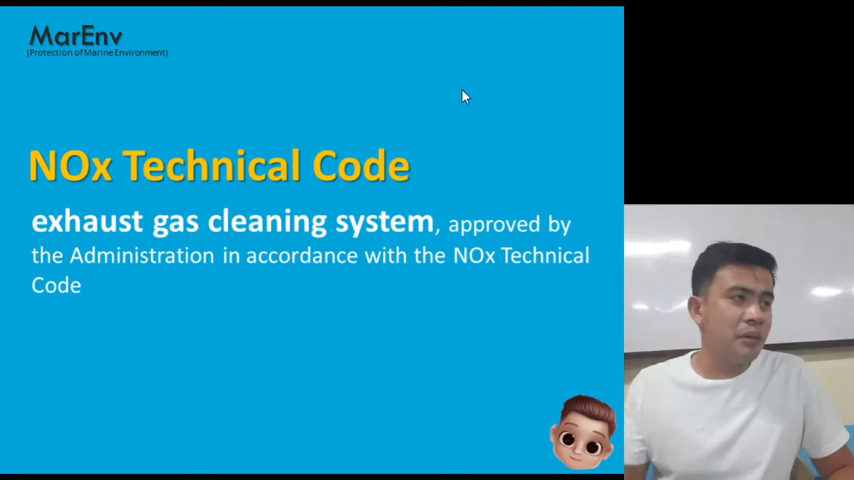 MarEnv
(Protection of Marine Environment)
NOx Technical Code
exhaust gas cleaning system, approved by
the Administration in accordance with the NOx Technical
Code